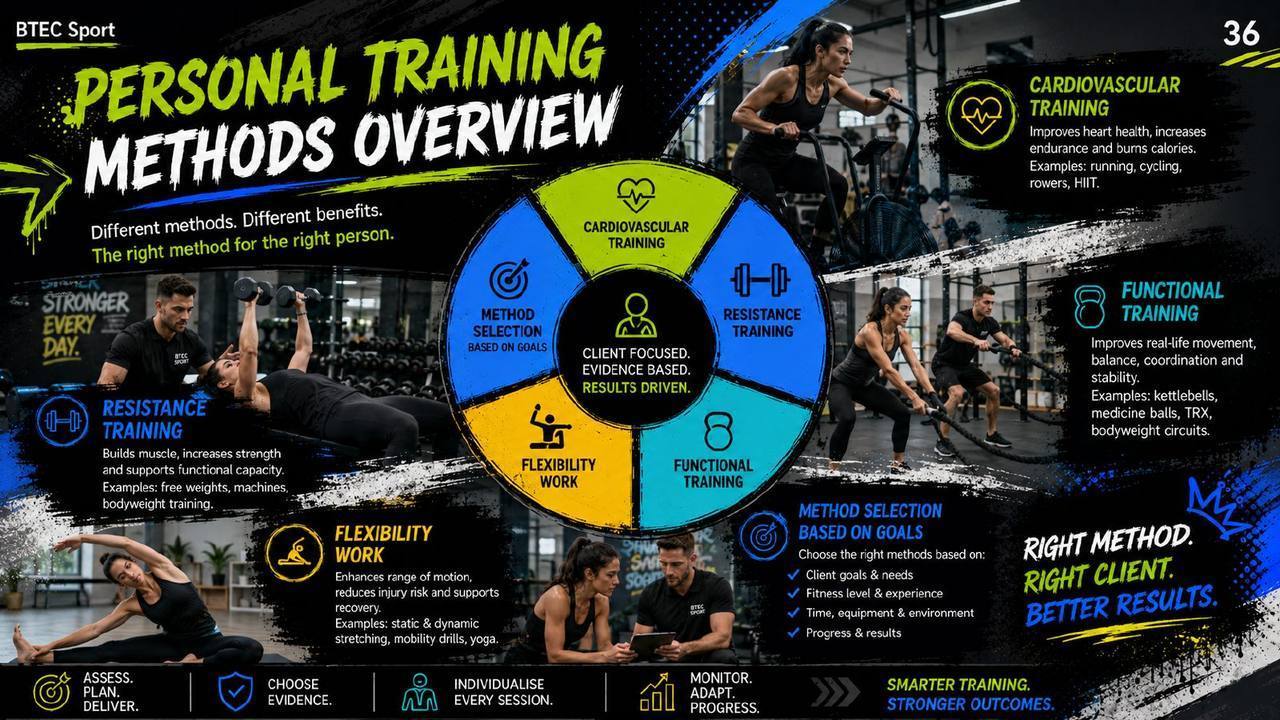 BTEC Sport
36
PERSONAL TRAINING
METHODS OVERVIEW
Different methods. Different benefits.
The right method for the right person.
CARDIOVASCULAR
TRAINING
Improves heart health, increases
endurance and burns calories.
Examples: running, cycling,
rowers, HIIT.
CARDIOVASCULAR
TRAINING
METHOD
SELECTION
BASED ON GOALS
RESISTANCE
TRAINING
CLIENT FOCUSED.
EVIDENCE BASED.
RESULTS DRIVEN.
FLEXIBILITY
WORK
FUNCTIONAL
TRAINING
STRONGER
EVERY
DAY.
BTEC
SPORT
FUNCTIONAL
TRAINING
Improves real-life movement,
balance, coordination and
stability.
Examples: kettlebells,
medicine balls, TRX,
bodyweight circuits.
RESISTANCE
TRAINING
Builds muscle, increases strength
and supports functional capacity.
Examples: free weights, machines,
bodyweight training.
FLEXIBILITY
WORK
Enhances range of motion,
reduces injury risk and supports
recovery.
Examples: static & dynamic
stretching, mobility drills, yoga.
BTEC
SPORT
METHOD SELECTION
BASED ON GOALS
Choose the right methods based on:
Client goals & needs
Fitness level & experience
Time, equipment & environment
Progress & results
RIGHT METHOD.
RIGHT CLIENT.
BETTER RESULTS.
ASSESS.
PLAN.
DELIVER.
CHOOSE
EVIDENCE.
INDIVIDUALISE
EVERY SESSION.
MONITOR.
ADAPT.
PROGRESS.
SMARTER TRAINING.
STRONGER OUTCOMES.